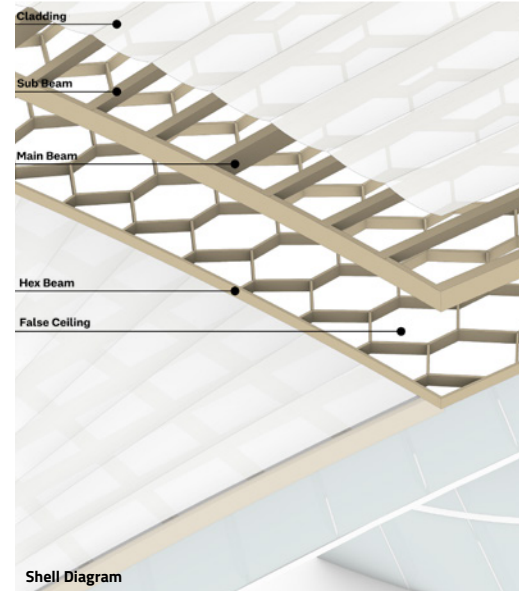 Cladding
Sub Beam
Main Beam
Hex Beam
False Ceiling
Shell Diagram